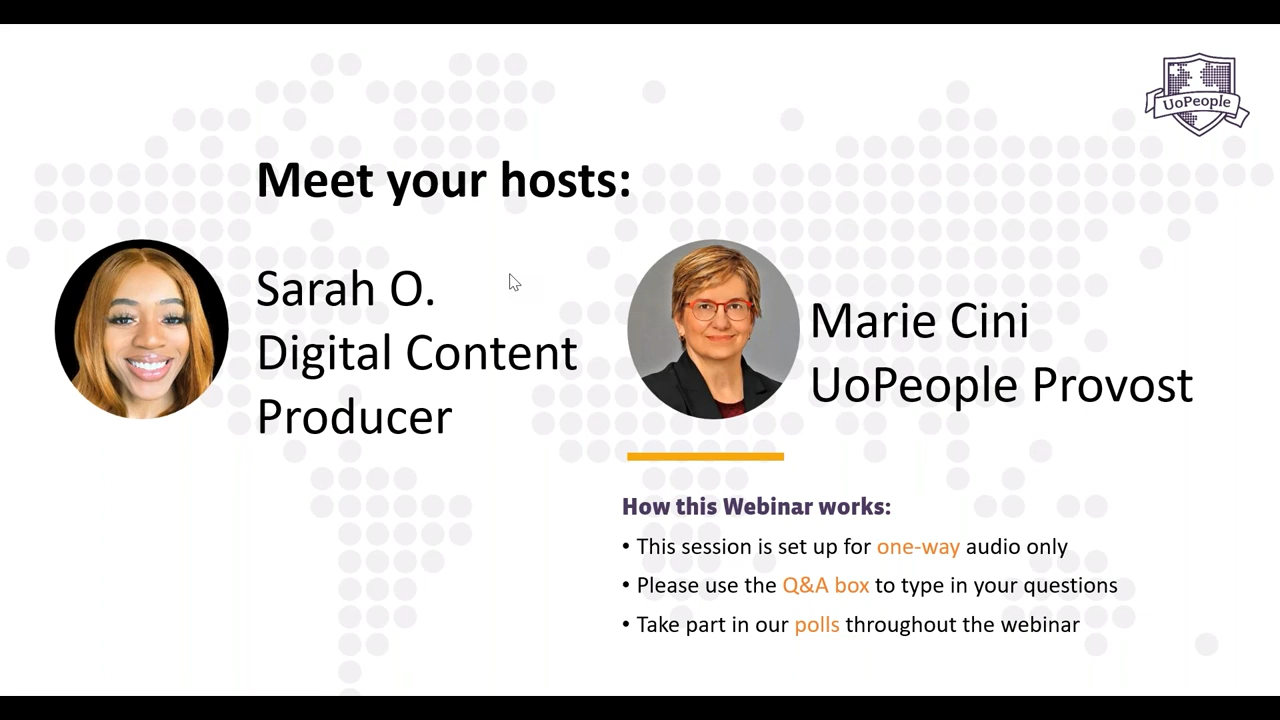 UoPeople
Meet your hosts:
Sarah O.
Digital Content
Producer
Marie Cini
UoPeople Provost
How this Webinar works:
• This session is set up for one-way audio only
• Please use the Q&A box to type in your questions
• Take part in our polls throughout the webinar